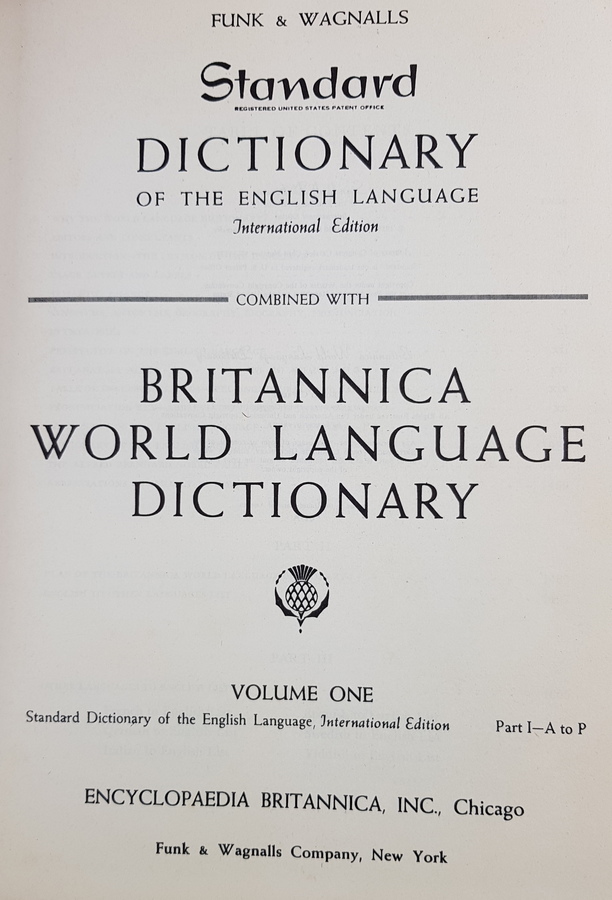 FUNK & WAGNALLS
Standard
REGISTERED UNITED STATES PATENT OFFICE
DICTIONARY
OF THE ENGLISH LANGUAGE
International Edition
COMBINED WITH
BRITANNICA
WORLD LANGUAGE
DICTIONARY
VOLUME ONE
Standard Dictionary of the English Language, International Edition Part I—A to P
ENCYCLOPAEDIA BRITANNICA, INC., Chicago
Funk & Wagnalls Company, New York